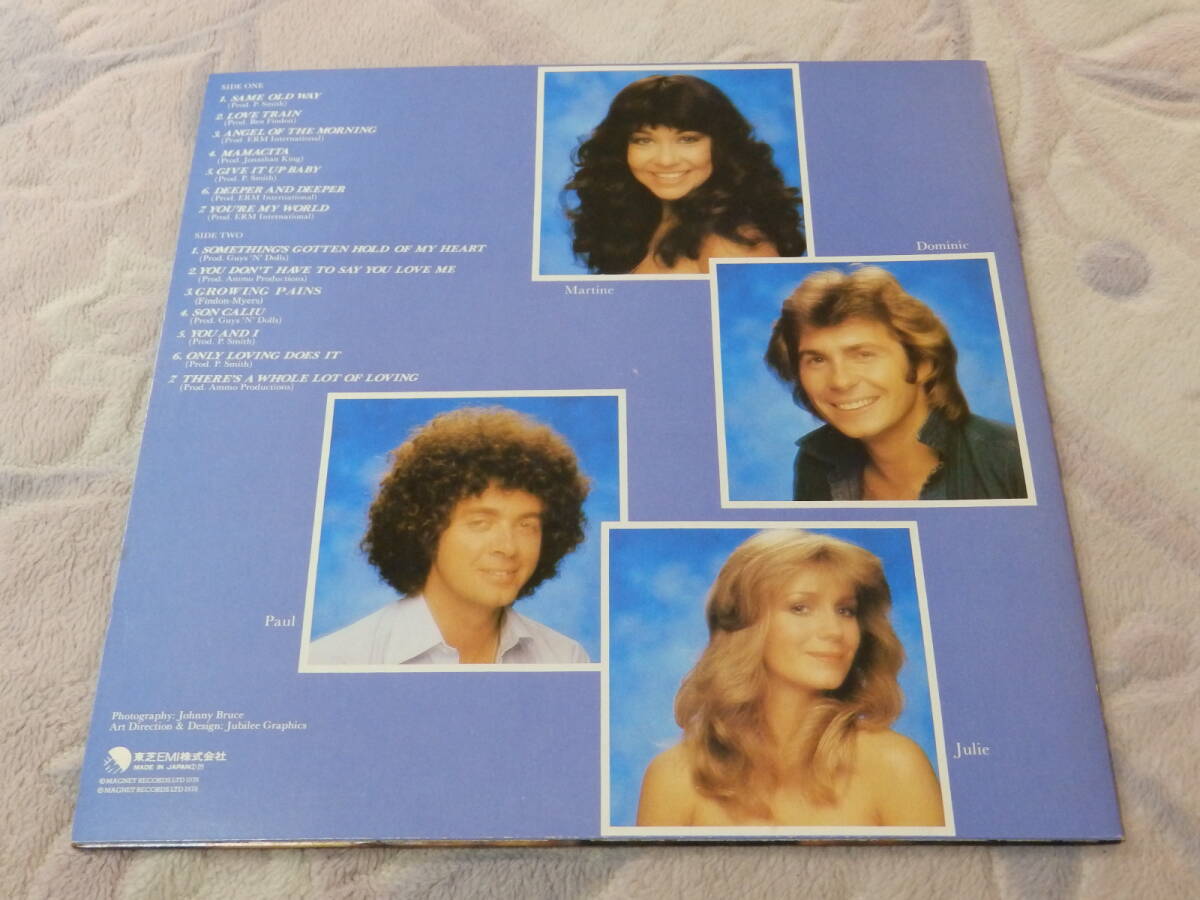 SIDE ONE
1. SAME OLD WAY
(Prod. P. Smith)
2. LOVE TRAIN
(Prod. Ben Findon)
3. ANGEL OF THE MORNING
(Prod. ERM International)
4. MAMACITA
(Prod. Jonathan King)
5. GIVE IT UP BABY
(Prod. P. Smith)
6. DEEPER AND DEEPER
(Prod. ERM International)
7. YOU'RE MY WORLD
(Prod. ERM International)
SIDE TWO
1. SOMETHING'S GOTTEN HOLD OF MY HEART
(Prod. Guys 'N' Dolls)
2. YOU DON'T HAVE TO SAY YOU LOVE ME
(Prod. Ammo Productions)
3. GROWING PAINS
(Findon-Myers)
4. SON CALIU
(Prod. Guys 'N' Dolls)
5. YOU AND I
(Prod. P. Smith)
6. ONLY LOVING DOES IT
(Prod. P. Smith)
7. THERE'S A WHOLE LOT OF LOVING
(Prod. Ammo Productions)
Martine
Dominic
Paul
Julie
Photography: Johnny Bruce
Art Direction & Design: Jubilee Graphics
東芝EMI株式会社
MADE IN JAPAN
©MAGNET RECORDS LTD 1978
©MAGNET RECORDS LTD 1978